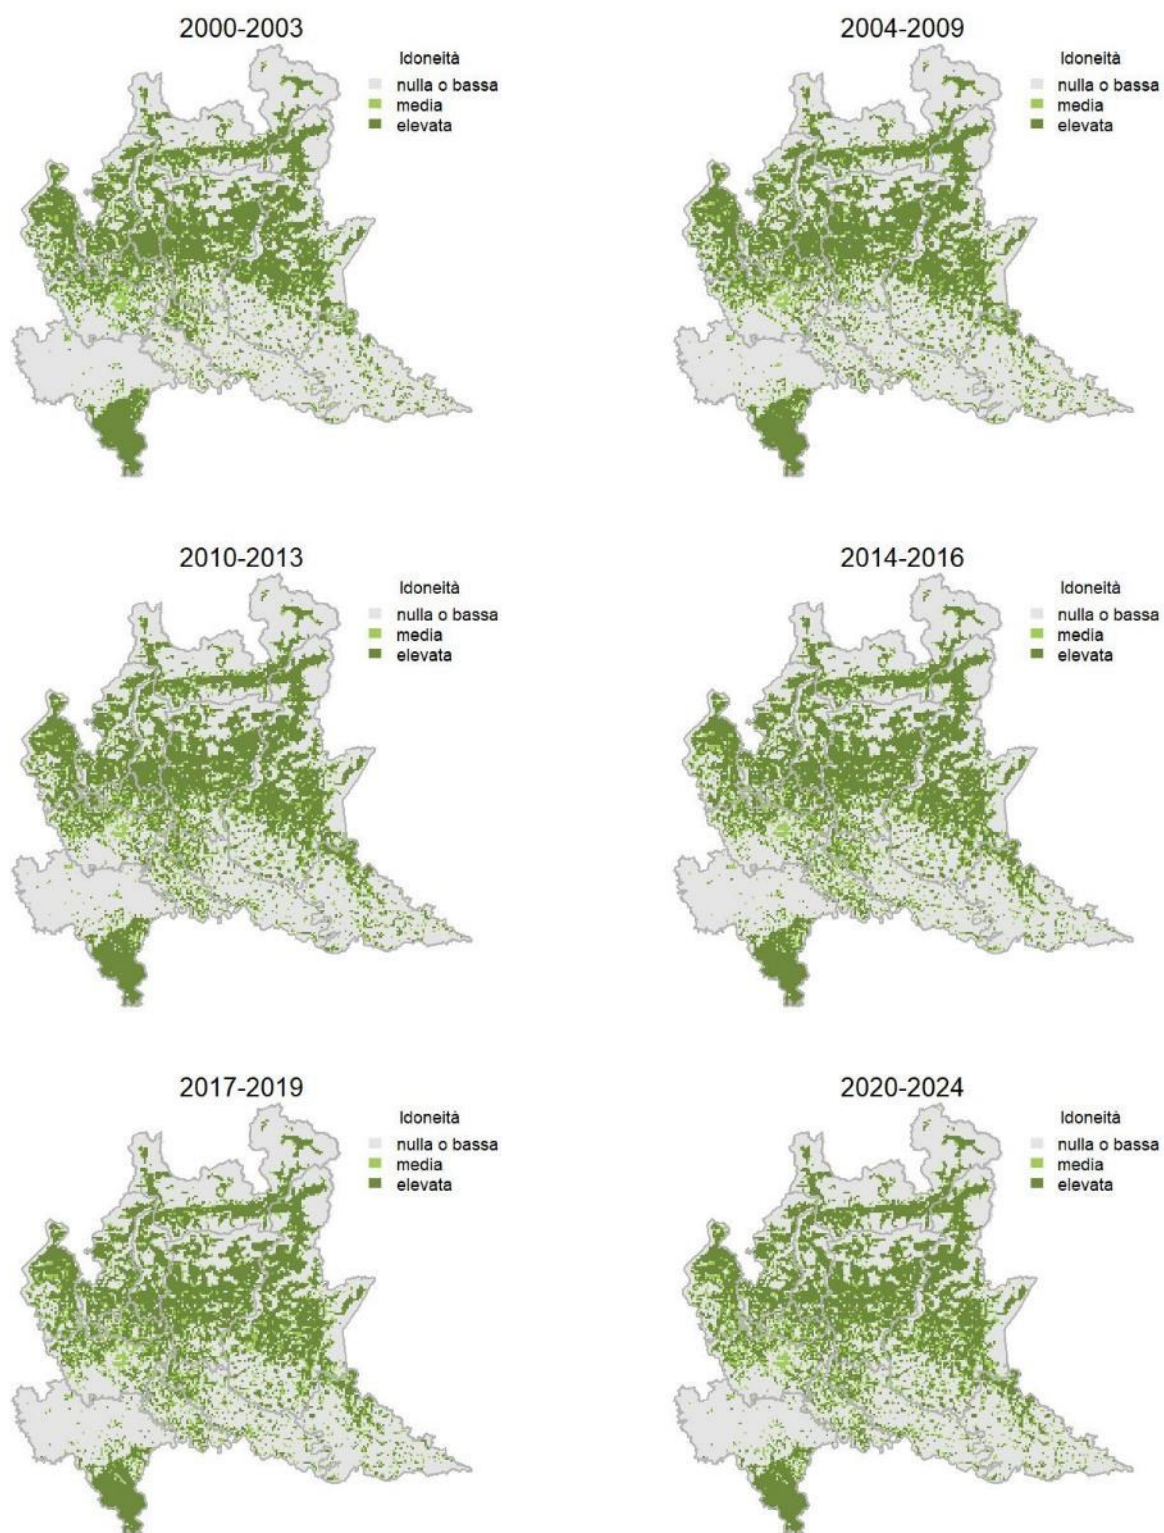 2000-2003
Idoneità
nulla o bassa
media
elevata
2004-2009
Idoneità
nulla o bassa
media
elevata
2010-2013
Idoneità
nulla o bassa
media
elevata
2014-2016
Idoneità
nulla o bassa
media
elevata
2017-2019
Idoneità
nulla o bassa
media
elevata
2020-2024
Idoneità
nulla o bassa
media
elevata